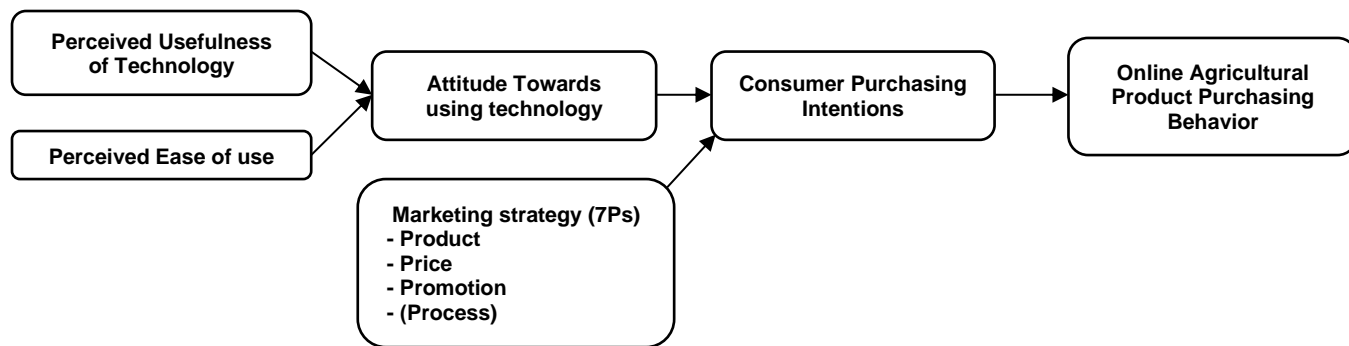 Perceived Usefulness
of Technology
Perceived Ease of use
Attitude Towards
using technology
Consumer Purchasing
Intentions
Online Agricultural
Product Purchasing
Behavior
Marketing strategy (7Ps)
- Product
- Price
- Promotion
- (Process)